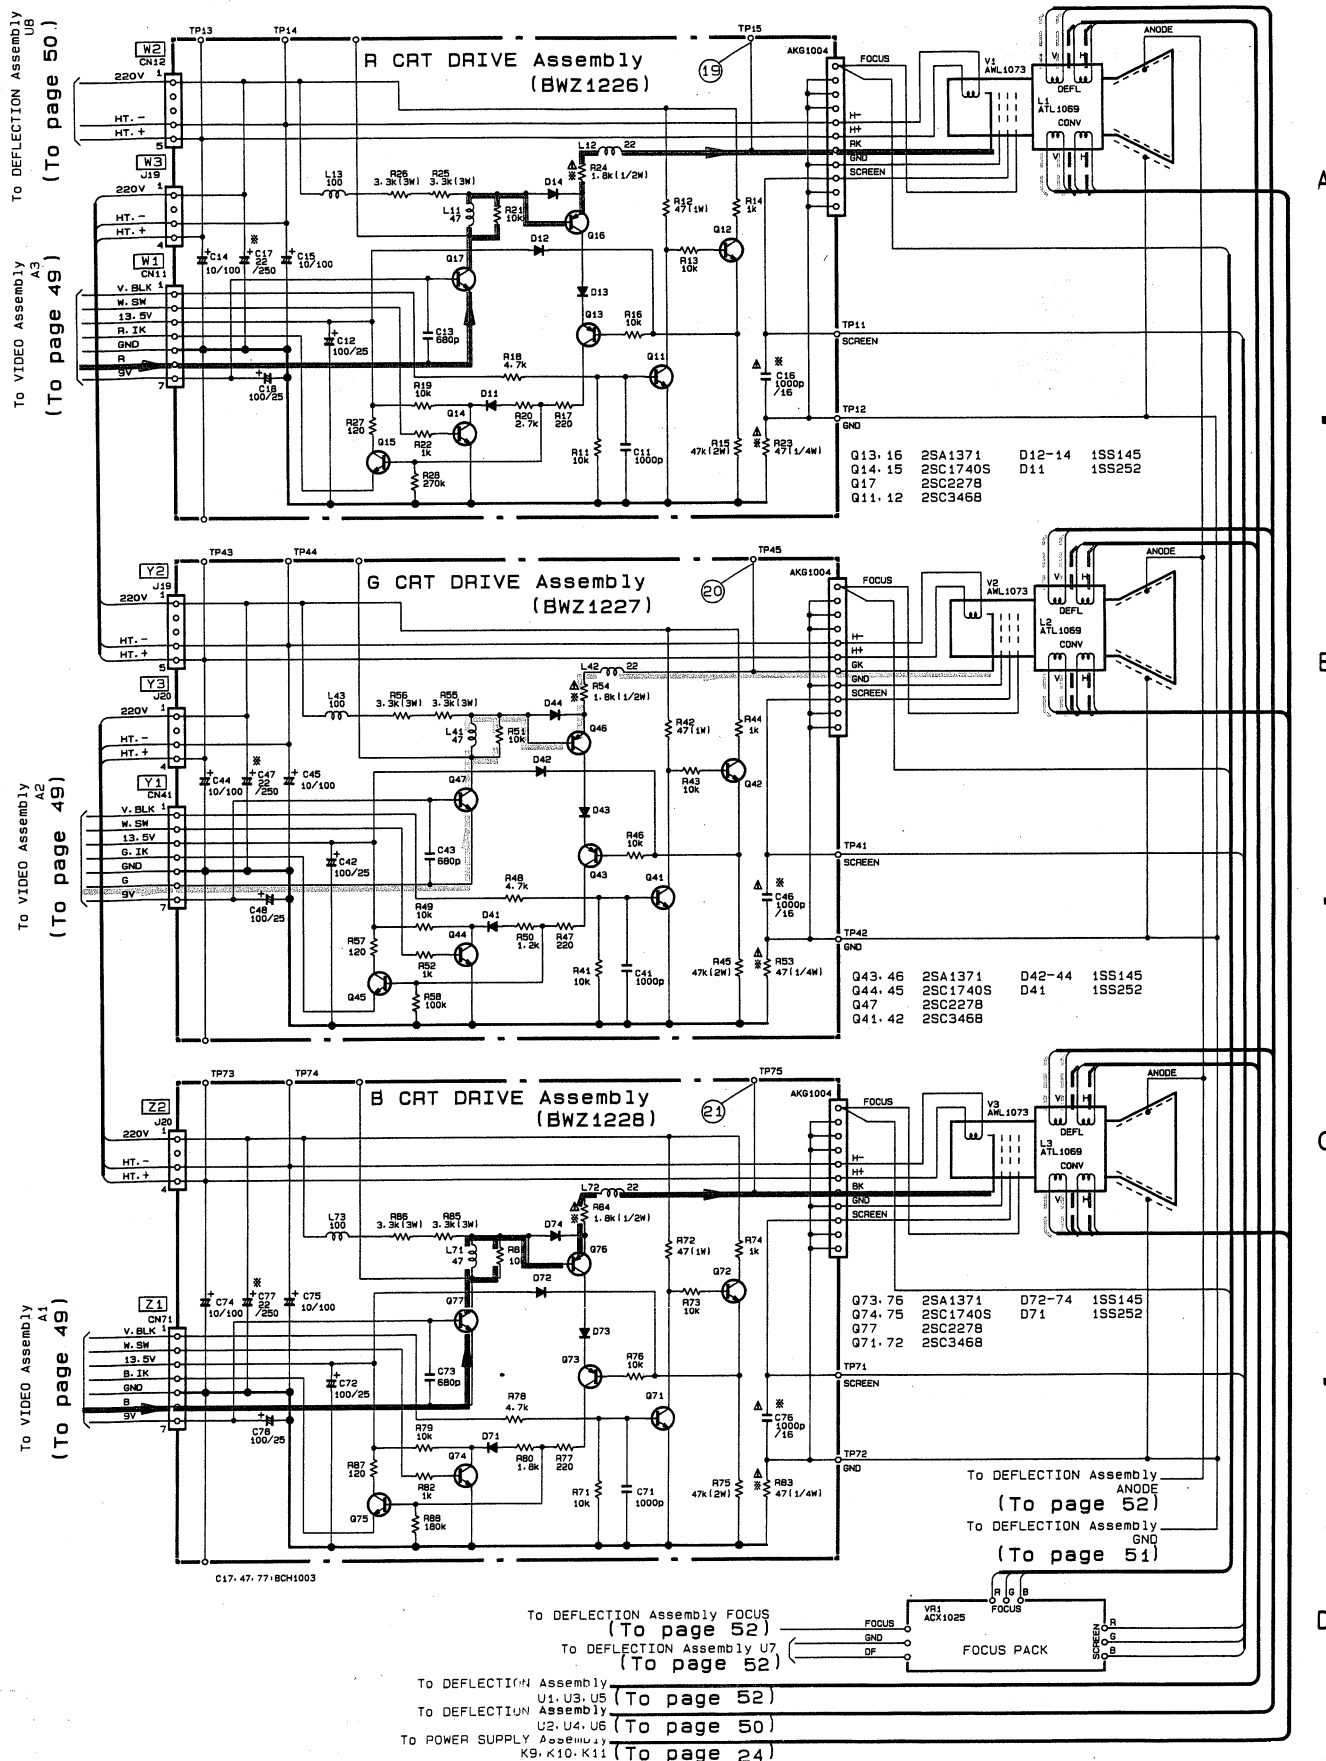 To DEFLECTION Assembly
U8
(To page 50.)
W2
CN12
220V
1
HT. -
HT. +
5
W3
J19
220V
1
HT. -
HT. +
4
To VIDEO Assembly
A3
(To page 49)
W1
CN11
V. BLK
1
W. SW
13. 5V
R. IK
GND
R
9V
7
TP13
TP14
TP15
R CRT DRIVE Assembly
(BWZ1226)
19
AKG1004
FOCUS
H-
H+
RK
GND
SCREEN
V1
AWL1073
V
H
DEFL
L1
ATL1069
CONV
V
H
ANODE
L12
22
R24
1.8k(1/2W)
L13
100
R26
3.3k(3W)
R25
3.3k(3W)
D14
L11
47
R21
10k
Q16
R12
47(1W)
R14
1k
Q12
R13
10k
D12
Q17
C14
10/100
C17
22
/250
C15
10/100
D13
Q13
R16
10k
C12
100/25
C13
680p
TP11
SCREEN
R18
4.7k
Q11
C16
1000p
/16
C18
100/25
R19
10k
D11
R20
2.7k
R17
220
R27
120
Q14
TP12
GND
Q15
R22
1k
R11
10k
C11
1000p
R15
47k(2W)
R23
47(1/4W)
R28
270k
Q13, 16 2SA1371 D12-14 1SS145
Q14, 15 2SC1740S D11 1SS252
Q17 2SC2278
Q11, 12 2SC3468
A
TP43
TP44
TP45
Y2
J19
220V
1
HT. -
HT. +
5
Y3
J20
220V
1
HT. -
HT. +
4
To VIDEO Assembly
A2
(To page 49)
Y1
CN41
V. BLK
1
W. SW
13. 5V
G. IK
GND
G
9V
7
G CRT DRIVE Assembly
(BWZ1227)
20
AKG1004
FOCUS
H-
H+
GK
GND
SCREEN
V2
AWL1073
V
H
DEFL
L2
ATL1069
CONV
V
H
ANODE
L42
22
R54
1.8k(1/2W)
L43
100
R56
3.3k(3W)
R55
3.3k(3W)
D44
L41
47
R51
10k
Q46
R42
47(1W)
R44
1k
D42
Q47
R43
10k
Q42
C44
10/100
C47
22
/250
C45
10/100
D43
R46
10k
C42
100/25
C43
680p
Q43
TP41
SCREEN
R48
4.7k
Q41
C46
1000p
/16
C48
100/25
R49
10k
D41
R50
1.2k
R47
220
R57
120
Q44
TP42
GND
R52
1k
Q45
R41
10k
C41
1000p
R45
47k(2W)
R53
47(1/4W)
R58
100k
Q43, 46 2SA1371 D42-44 1SS145
Q44, 45 2SC1740S D41 1SS252
Q47 2SC2278
Q41, 42 2SC3468
B
TP73
TP74
TP75
Z2
J20
220V
1
HT. -
HT. +
4
To VIDEO Assembly
A1
(To page 49)
Z1
CN71
V. BLK
1
W. SW
13. 5V
B. IK
GND
B
9V
7
B CRT DRIVE Assembly
(BWZ1228)
21
AKG1004
FOCUS
H-
H+
BK
GND
SCREEN
V3
AWL1073
V
H
DEFL
L3
ATL1069
CONV
V
H
ANODE
L72
22
R84
1.8k(1/2W)
L73
100
R86
3.3k(3W)
R85
3.3k(3W)
D74
L71
47
Q76
R72
47(1W)
R74
1k
D72
Q72
Q77
R73
10k
C74
10/100
C77
22
/250
C75
10/100
D73
Q73
R76
10k
C72
100/25
C73
680p
TP71
SCREEN
R78
4.7k
Q71
C76
1000p
/16
C78
100/25
R79
10k
D71
R80
1.8k
R77
220
R87
120
Q74
TP72
GND
R82
1k
Q75
R71
10k
C71
1000p
R75
47k(2W)
R83
47(1/4W)
R88
180k
Q73, 76 2SA1371 D72-74 1SS145
Q74, 75 2SC1740S D71 1SS252
Q77 2SC2278
Q71, 72 2SC3468
C
C17, 47, 77:BCH1003
To DEFLECTION Assembly
ANODE
(To page 52)
To DEFLECTION Assembly
GND
(To page 51)
R G B
FOCUS
VR1
ACX1025
FOCUS PACK
SCREEN
R
G
B
FOCUS
GND
DF
To DEFLECTION Assembly FOCUS
(To page 52)
To DEFLECTION Assembly U7
(To page 52)
To DEFLECTION Assembly
U1, U3, U5 (To page 52)
To DEFLECTION Assembly
U2, U4, U6 (To page 50)
To POWER SUPPLY Assembly
K9, K10, K11 (To page 24)
D